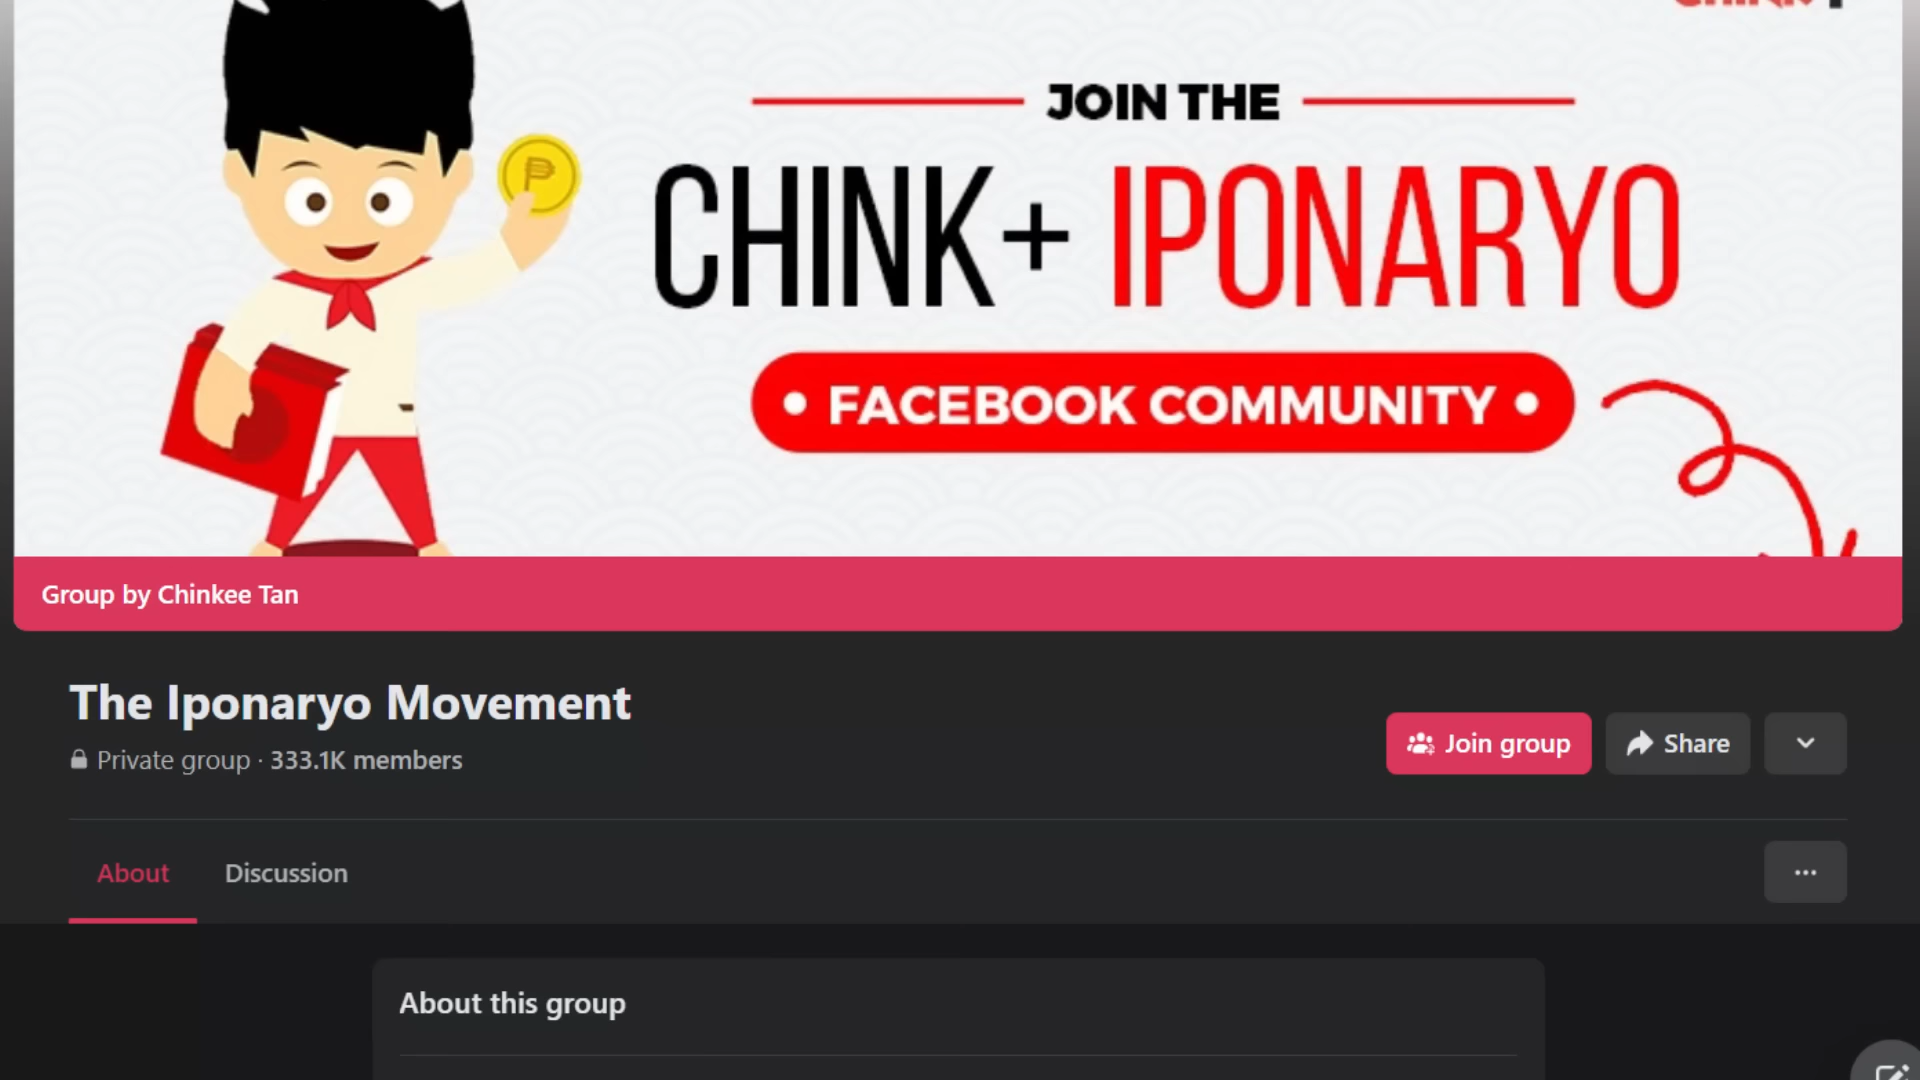 JOIN THE
CHINK+ IPONARYO
• FACEBOOK COMMUNITY •
Group by Chinkee Tan
The Iponaryo Movement
Private group · 333.1K members
Join group
Share
About
Discussion
About this group